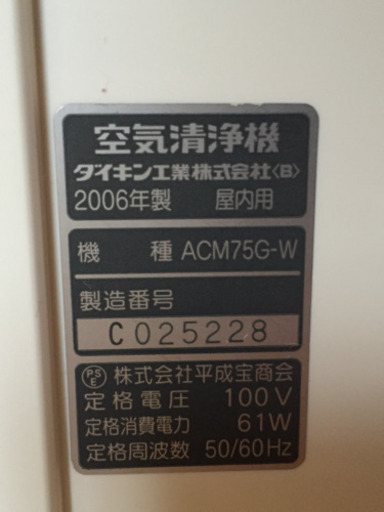 空気清浄機
ダイキン工業株式会社〈B〉
2006年製 屋内用
機 種 ACM75G-W
製造番号
C025228
PSE 株式会社平成宝商会
定格電圧 100V
定格消費電力 61W
定格周波数 50/60Hz